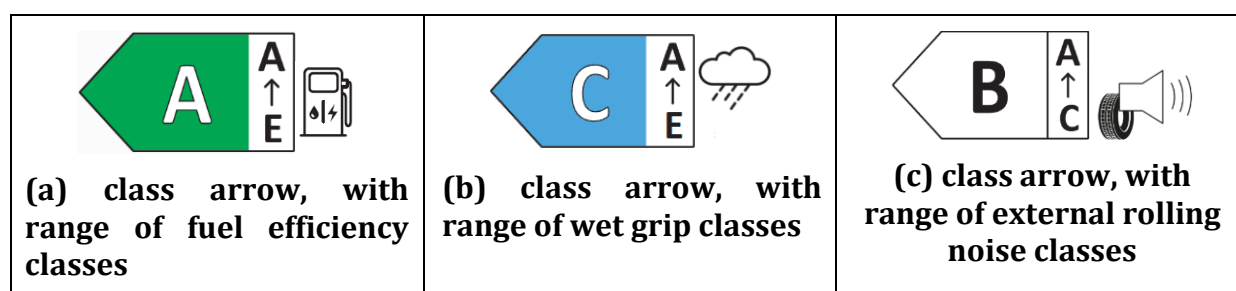 A
A
↑
E
C
A
↑
E
B
A
↑
C
(a) class arrow, with
range of fuel efficiency
classes
(b) class arrow, with
range of wet grip classes
(c) class arrow, with
range of external rolling
noise classes